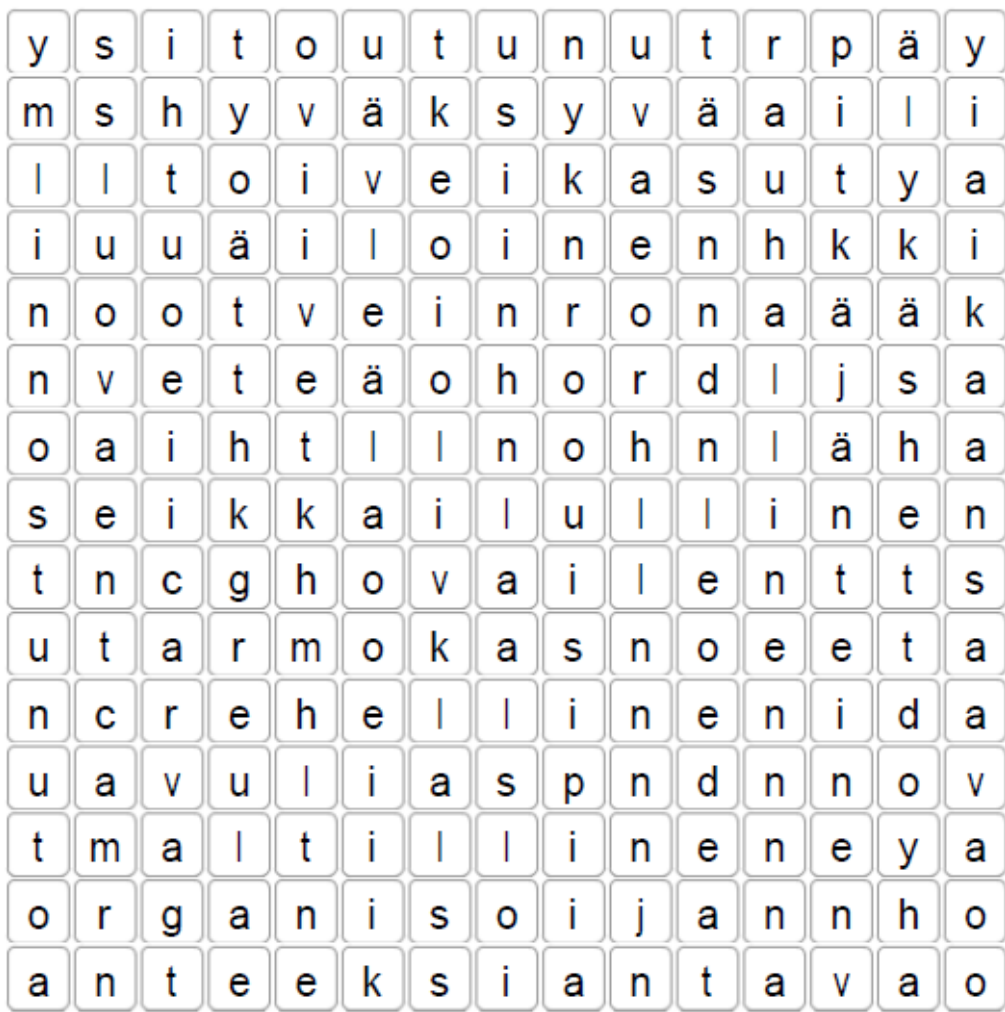 y s i t o u t u n u t r p ä y
m s h y v ä k s y v ä a i l i
l l t o i v e i k a s u t y a
i u u ä i l o i n e n h k k i
n o o t v e i n r o n a ä ä k
n v e t e ä o h o r d l j s a
o a i h t l l n o h n l ä h a
s e i k k a i l u l l i n e n
t n c g h o v a i l e n t t s
u t a r m o k a s n o e e t a
n c r e h e l l i n e n i d a
u a v u l i a s p n d n n o v
t m a l t i l l i n e n e y a
o r g a n i s o i j a n n h o
a n t e e k s i a n t a v a o